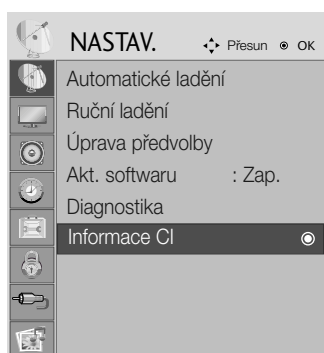 NASTAV. Přesun OK
Automatické ladění
Ruční ladění
Úprava předvolby
Akt. softwaru : Zap.
Diagnostika
Informace CI